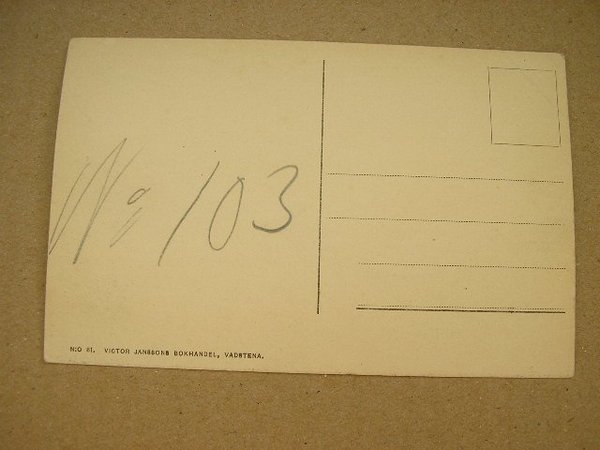 Nº 103
N:O 81. VICTOR JANSSONS BOKHANDEL, VADSTENA.